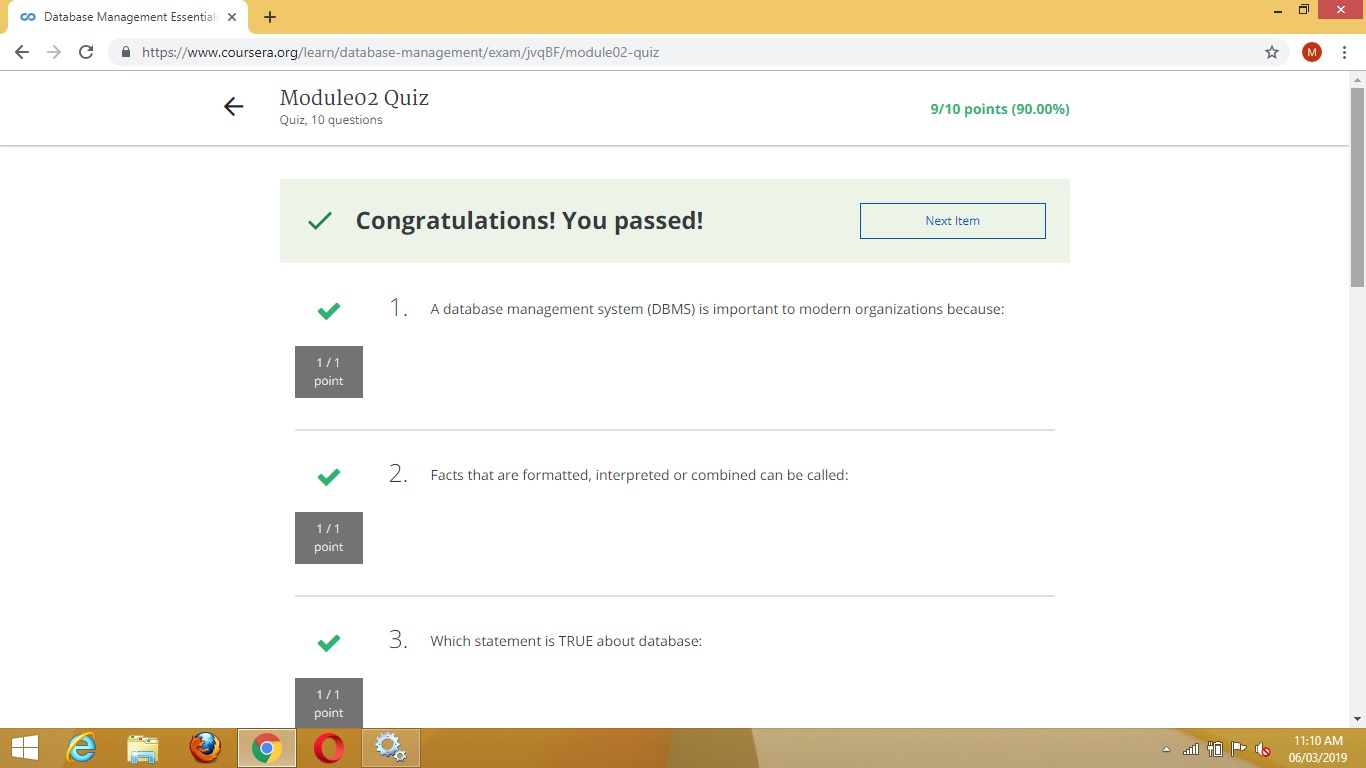 Database Management Essentials
https://www.coursera.org/learn/database-management/exam/jvqBF/module02-quiz
M
Module02 Quiz
Quiz, 10 questions
9/10 points (90.00%)
Congratulations! You passed!
Next Item
1.
A database management system (DBMS) is important to modern organizations because:
1 / 1
point
2.
Facts that are formatted, interpreted or combined can be called:
1 / 1
point
3.
Which statement is TRUE about database:
1 / 1
point
11:10 AM
06/03/2019